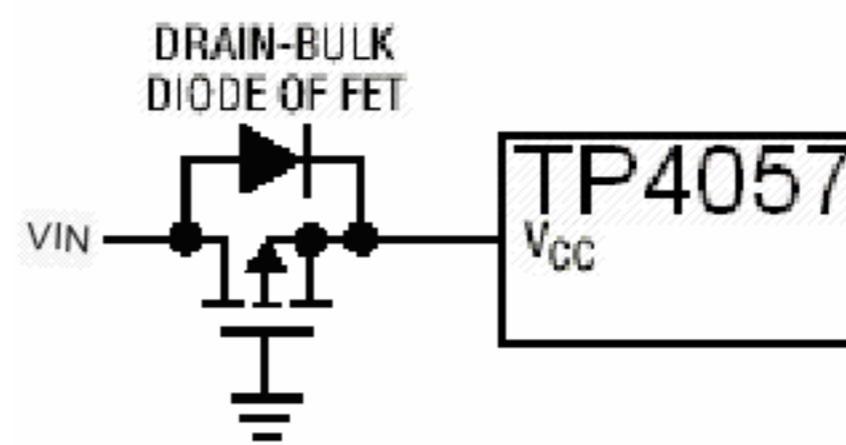 DRAIN-BULK
DIODE OF FET
VIN
TP4057
VCC